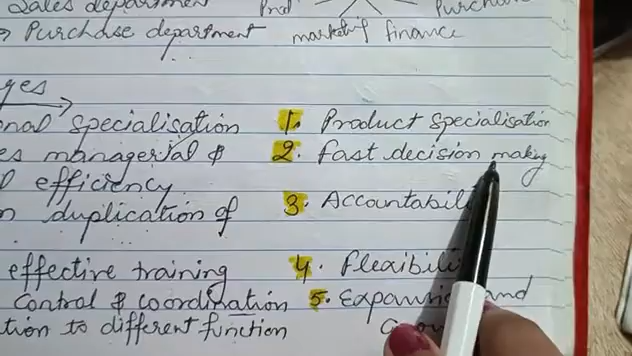 Sales department
Purchase department marketing finance
ges
nal specialisation 1. Product specialisation
es managerial & 2. fast decision making
efficiency
duplication of 3. Accountabil
effective training 4. flexibili
control & coordination 5. Expansi and
tion to different function